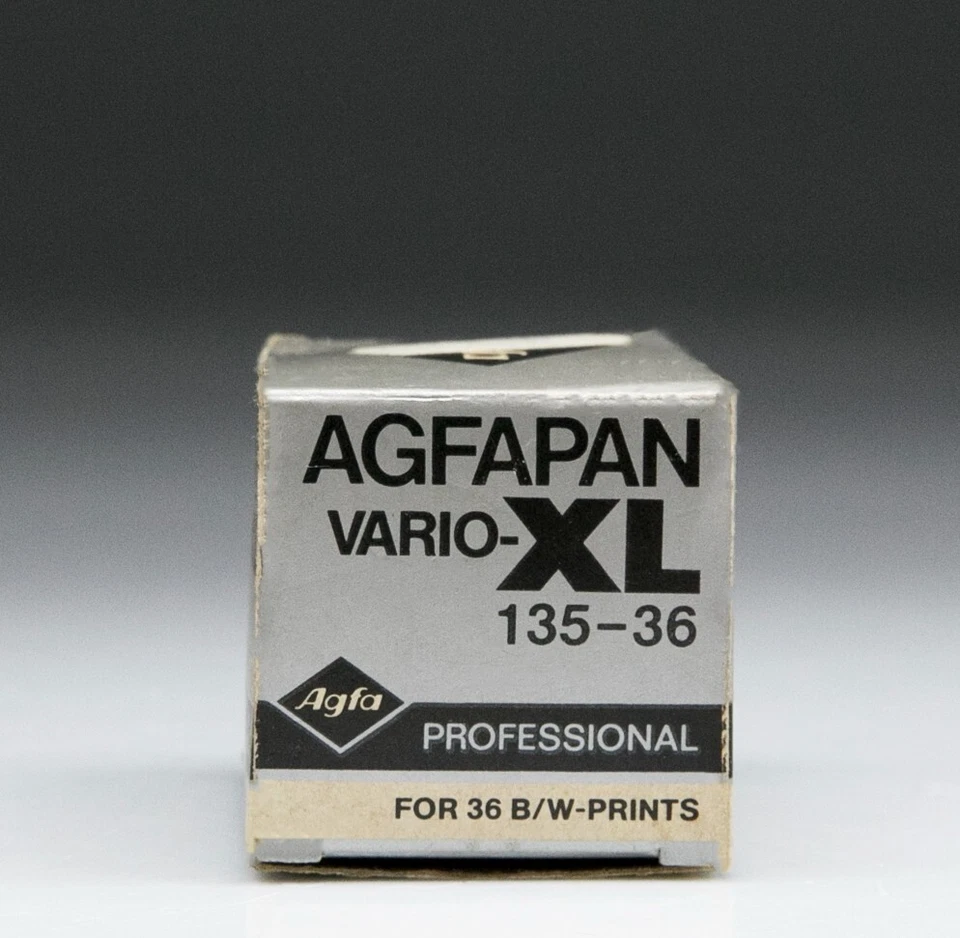 AGFAPAN
VARIO-XL
135-36
Agfa
PROFESSIONAL
FOR 36 B/W-PRINTS